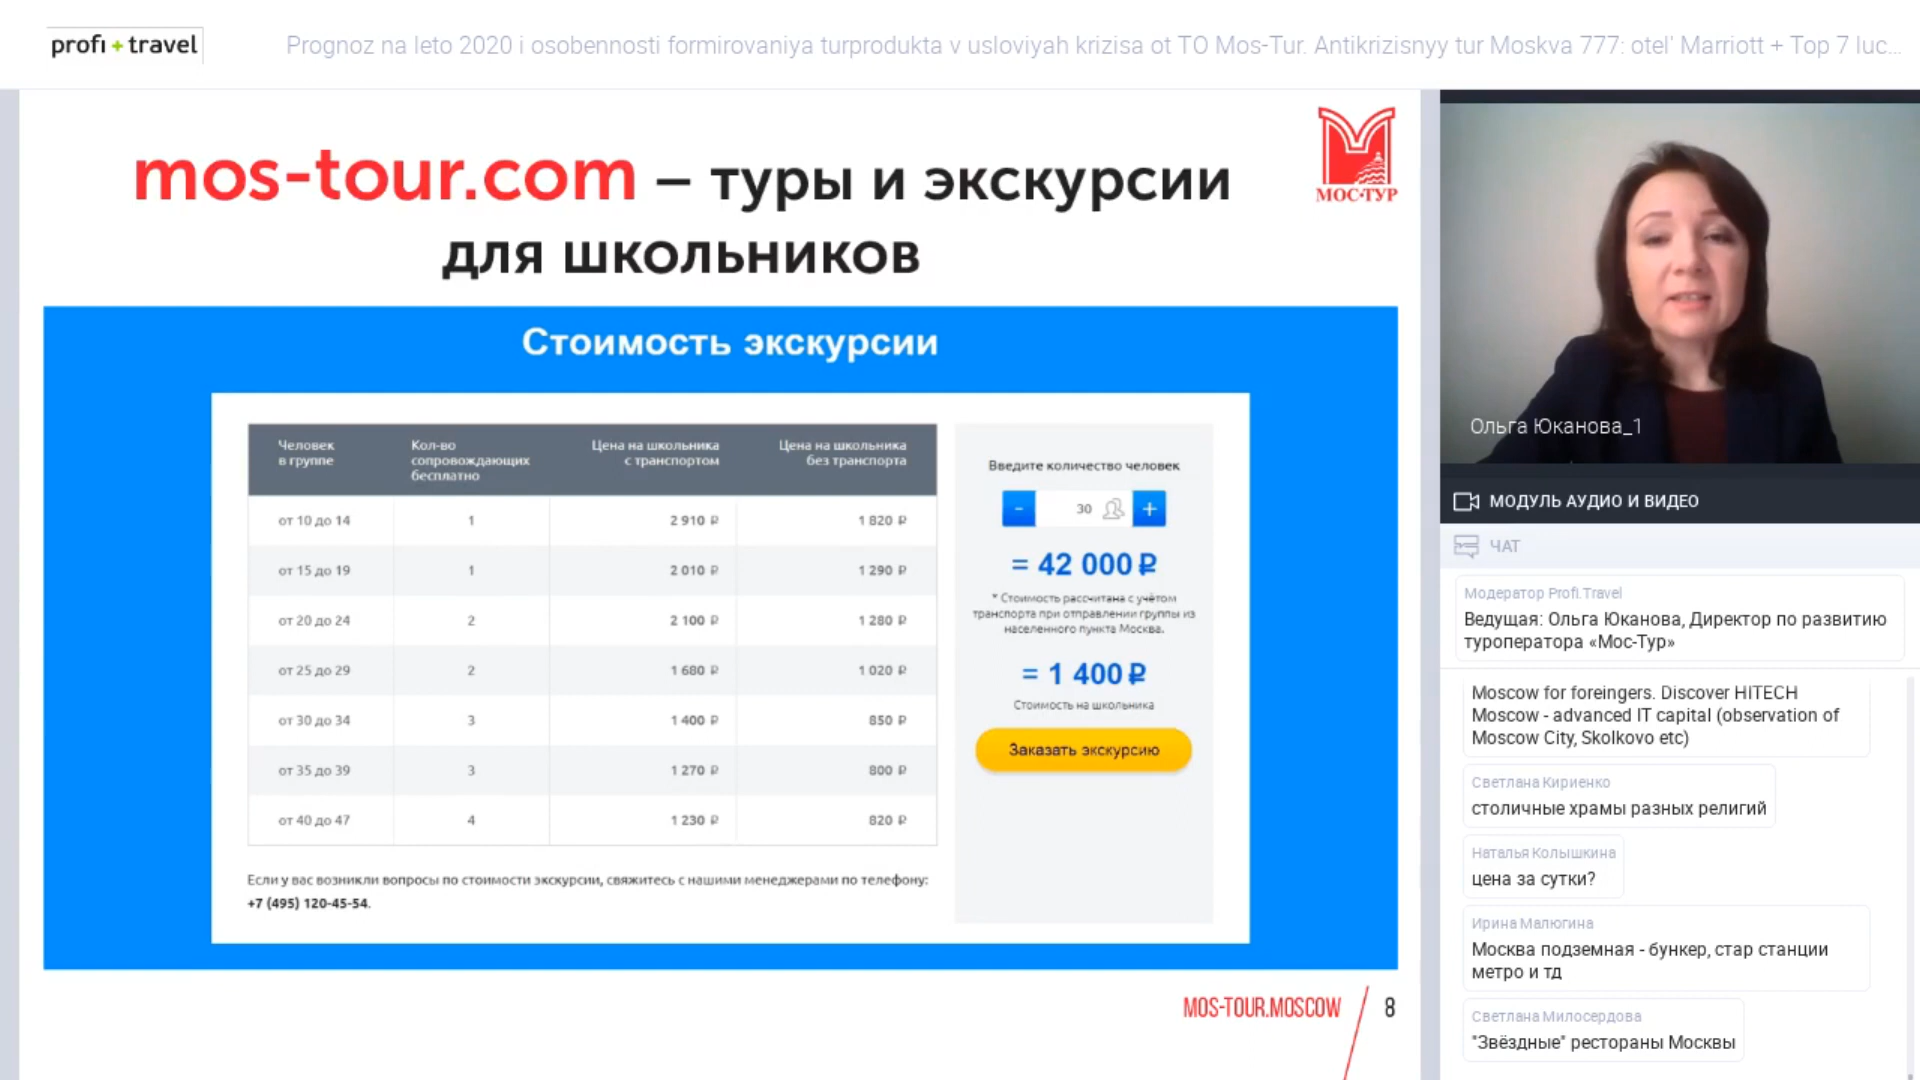 profi + travel
Prognoz na leto 2020 i osobennosti formirovaniya turprodukta v usloviyah krizisa ot TO Mos-Tur. Antikrizisnyy tur Moskva 777: otel' Marriott + Top 7 luc...
mos-tour.com – туры и экскурсии
для школьников
МОС-ТУР
Стоимость экскурсии
Человек
в группе
Кол-во
сопровождающих
бесплатно
Цена на школьника
с транспортом
Цена на школьника
без транспорта
от 10 до 14 1 2 910 ₽ 1 820 ₽
от 15 до 19 1 2 010 ₽ 1 290 ₽
от 20 до 24 2 2 100 ₽ 1 280 ₽
от 25 до 29 2 1 680 ₽ 1 020 ₽
от 30 до 34 3 1 400 ₽ 850 ₽
от 35 до 39 3 1 270 ₽ 800 ₽
от 40 до 47 4 1 230 ₽ 820 ₽
Если у вас возникли вопросы по стоимости экскурсии, свяжитесь с нашими менеджерами по телефону:
+7 (495) 120-45-54.
Введите количество человек
- 30 +
= 42 000 ₽
* Стоимость рассчитана с учётом
транспорта при отправлении группы из
населенного пункта Москва.
= 1 400 ₽
Стоимость на школьника
Заказать экскурсию
MOS-TOUR.MOSCOW 8
Ольга Юканова_1
МОДУЛЬ АУДИО И ВИДЕО
ЧАТ
Модератор Profi.Travel
Ведущая: Ольга Юканова, Директор по развитию
туроператора «Мос-Тур»
Moscow for foreingers. Discover HITECH
Moscow - advanced IT capital (observation of
Moscow City, Skolkovo etc)
Светлана Кириенко
столичные храмы разных религий
Наталья Колышкина
цена за сутки?
Ирина Малюгина
Москва подземная - бункер, стар станции
метро и тд
Светлана Милосердова
"Звёздные" рестораны Москвы